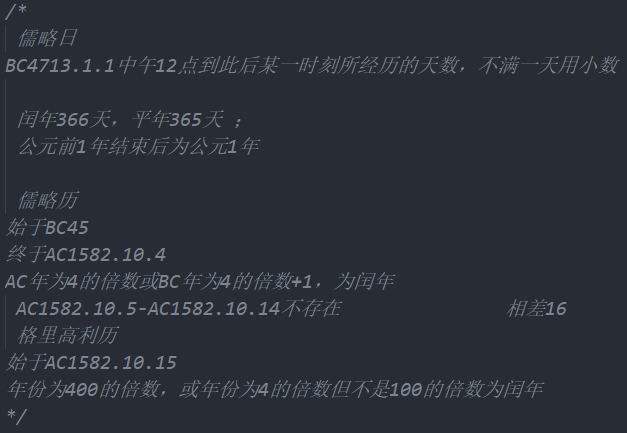 /*
儒略日
BC4713.1.1中午12点到此后某一时刻所经历的天数，不满一天用小数
闰年366天，平年365天 ；
公元前1年结束后为公元1年
儒略历
始于BC45
终于AC1582.10.4
AC年为4的倍数或BC年为4的倍数+1，为闰年
AC1582.10.5-AC1582.10.14不存在 相差16
格里高利历
始于AC1582.10.15
年份为400的倍数，或年份为4的倍数但不是100的倍数为闰年
*/